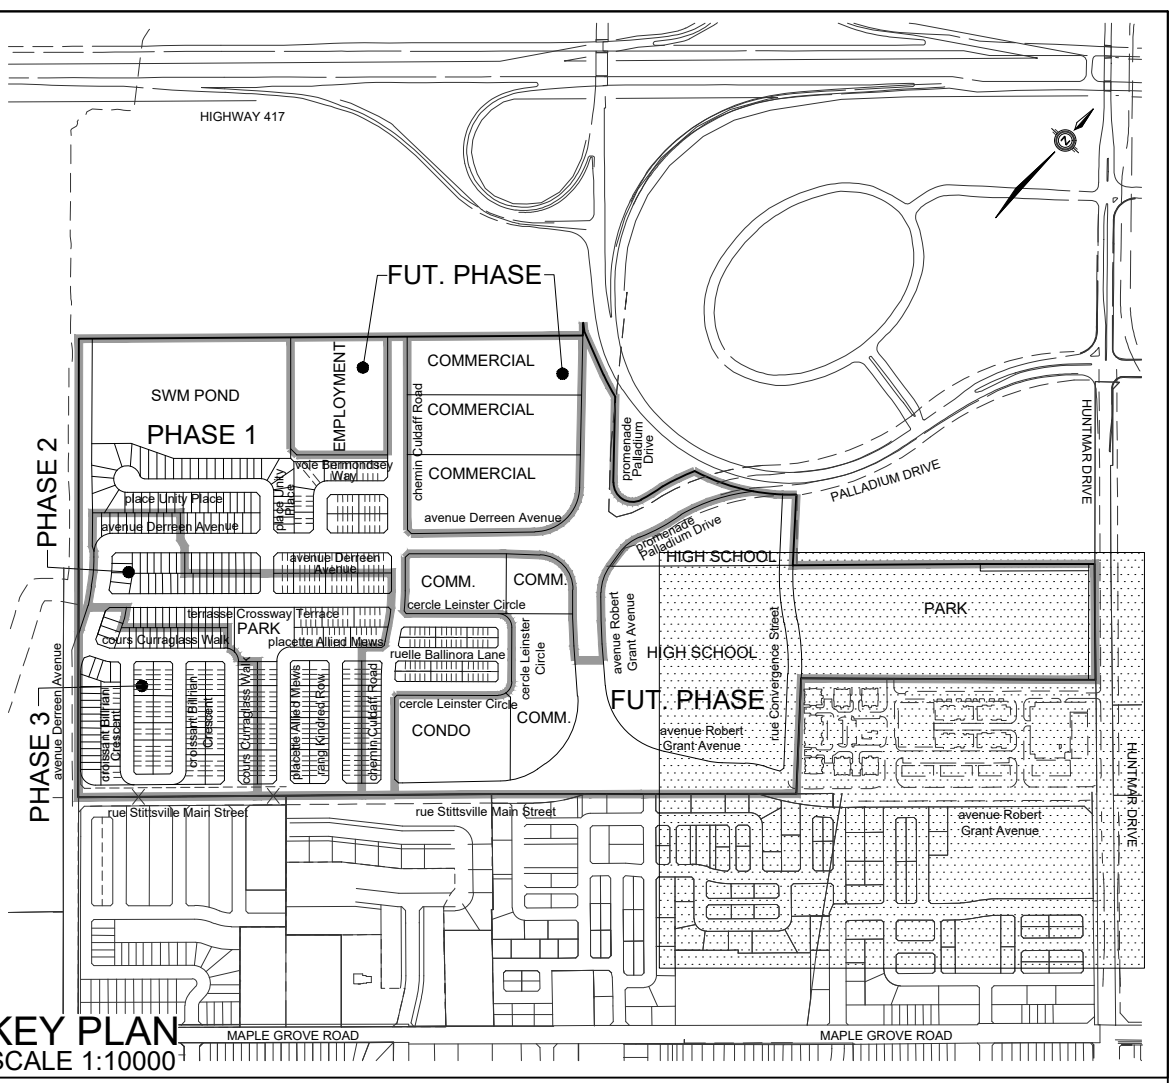 HIGHWAY 417
Z
FUT. PHASE
COMMERCIAL
COMMERCIAL
COMMERCIAL
EMPLOYMENT
chemin Culdaff Road
SWM POND
PHASE 1
PHASE 2
promenade
Palladium
Drive
HUNTMAR DRIVE
PALLADIUM DRIVE
voie Bermondsey
Way
place Unity Place
place Unity
Place
avenue Derreen Avenue
avenue Derreen Avenue
promenade
Palladium Drive
HIGH SCHOOL
avenue Derreen
Avenue
COMM.
COMM.
cercle Leinster Circle
PARK
terrasse Crossway Terrace
PARK
cours Curraglass Walk
placette Allied Mews
ruelle Ballinora Lane
cercle Leinster
Circle
avenue Robert
Grant Avenue
HIGH SCHOOL
rue Convergence Street
FUT. PHASE
avenue Derreen Avenue
PHASE 3
croissant Billrian
Crescent
croissant Billrian
Crescent
cours Curraglass Walk
placette Allied Mews
rang Kindred Row
chemin Culdaff Road
cercle Leinster Circle
CONDO
COMM.
avenue Robert
Grant Avenue
HUNTMAR DRIVE
rue Stittsville Main Street
rue Stittsville Main Street
avenue Robert
Grant Avenue
KEY PLAN
SCALE 1:10000
MAPLE GROVE ROAD
MAPLE GROVE ROAD